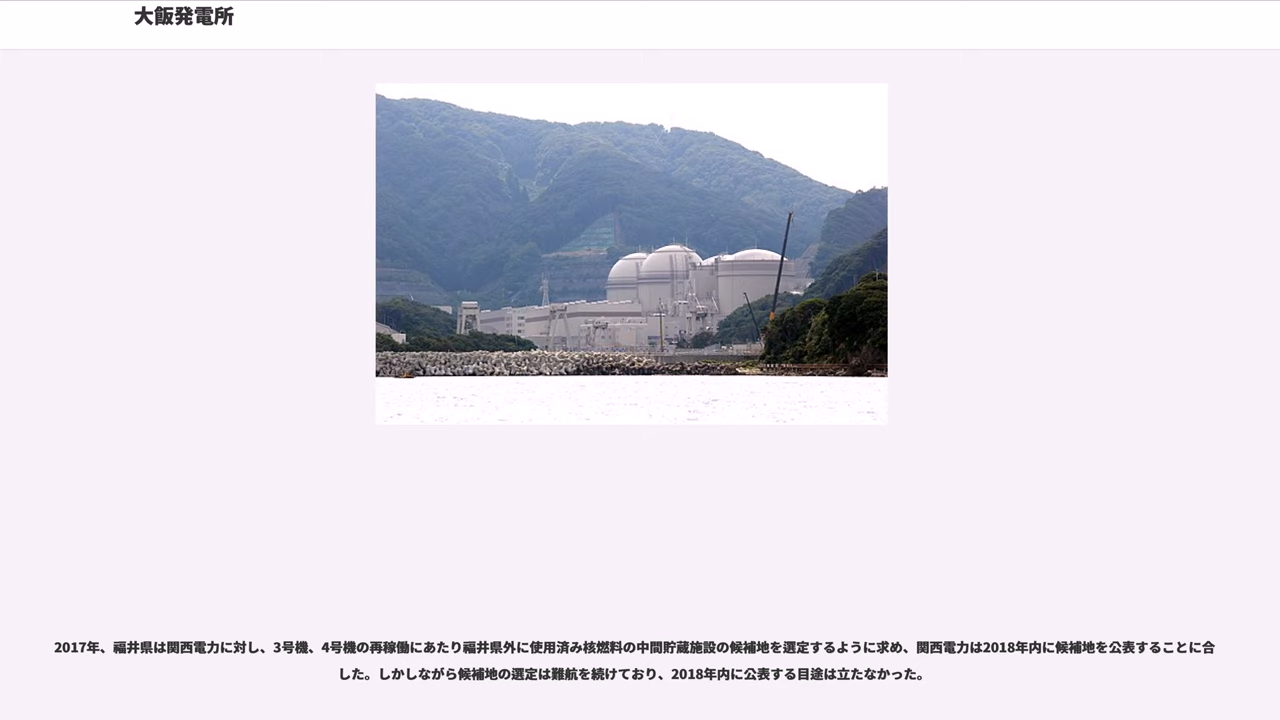 大飯発電所
2017年、福井県は関西電力に対し、3号機、4号機の再稼働にあたり福井県外に使用済み核燃料の中間貯蔵施設の候補地を選定するように求め、関西電力は2018年内に候補地を公表することに合
した。しかしながら候補地の選定は難航を続けており、2018年内に公表する目途は立たなかった。